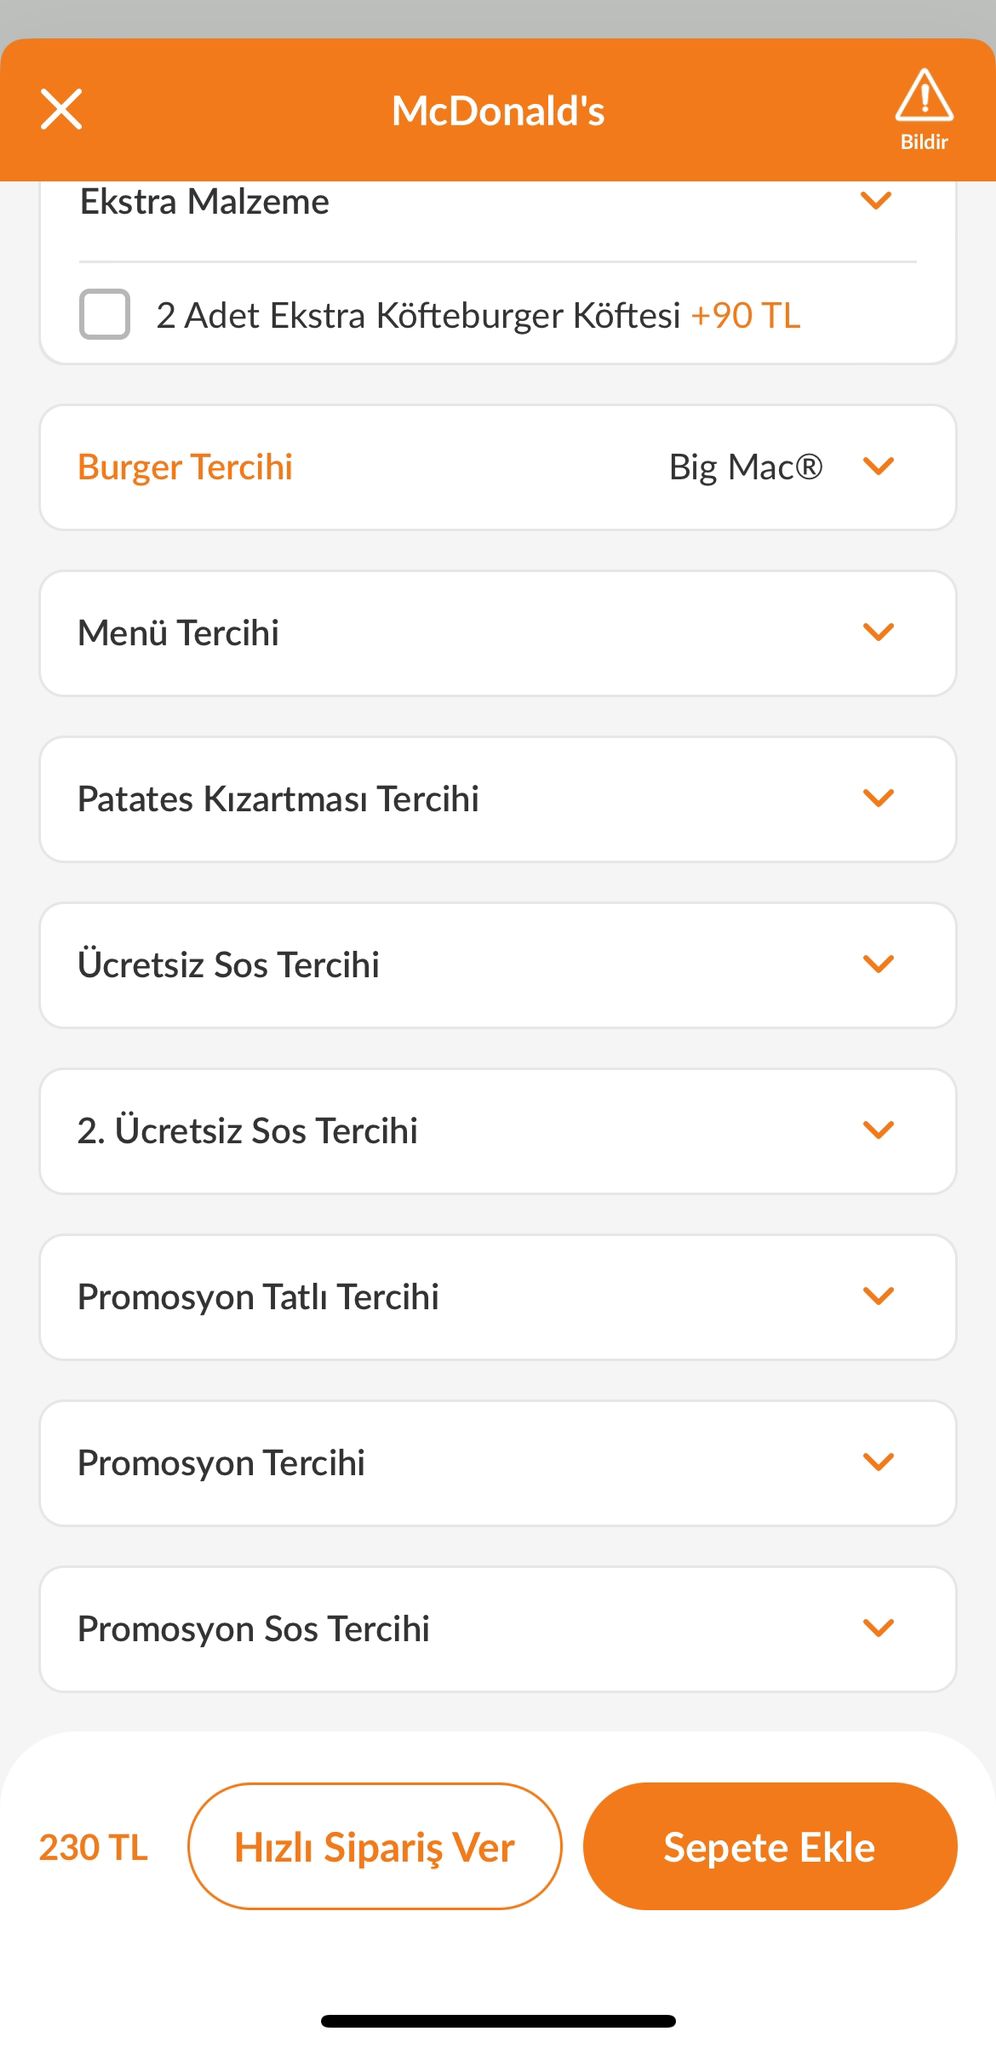 McDonald's
Bildir
Ekstra Malzeme
2 Adet Ekstra Köfteburger Köftesi +90 TL
Burger Tercihi Big Mac®
Menü Tercihi
Patates Kızartması Tercihi
Ücretsiz Sos Tercihi
2. Ücretsiz Sos Tercihi
Promosyon Tatlı Tercihi
Promosyon Tercihi
Promosyon Sos Tercihi
230 TL Hızlı Sipariş Ver Sepete Ekle